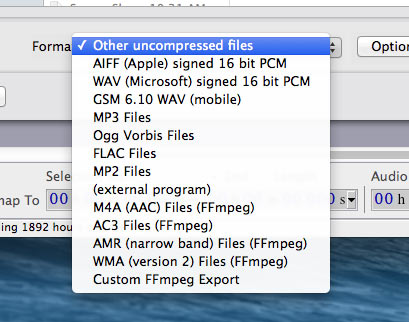 Forma
✓ Other uncompressed files
Option
AIFF (Apple) signed 16 bit PCM
WAV (Microsoft) signed 16 bit PCM
GSM 6.10 WAV (mobile)
MP3 Files
Ogg Vorbis Files
FLAC Files
MP2 Files
(external program)
M4A (AAC) Files (FFmpeg)
AC3 Files (FFmpeg)
AMR (narrow band) Files (FFmpeg)
WMA (version 2) Files (FFmpeg)
Custom FFmpeg Export
Sele
Audio
nap To
00
s
00 h
ing 1892 hou